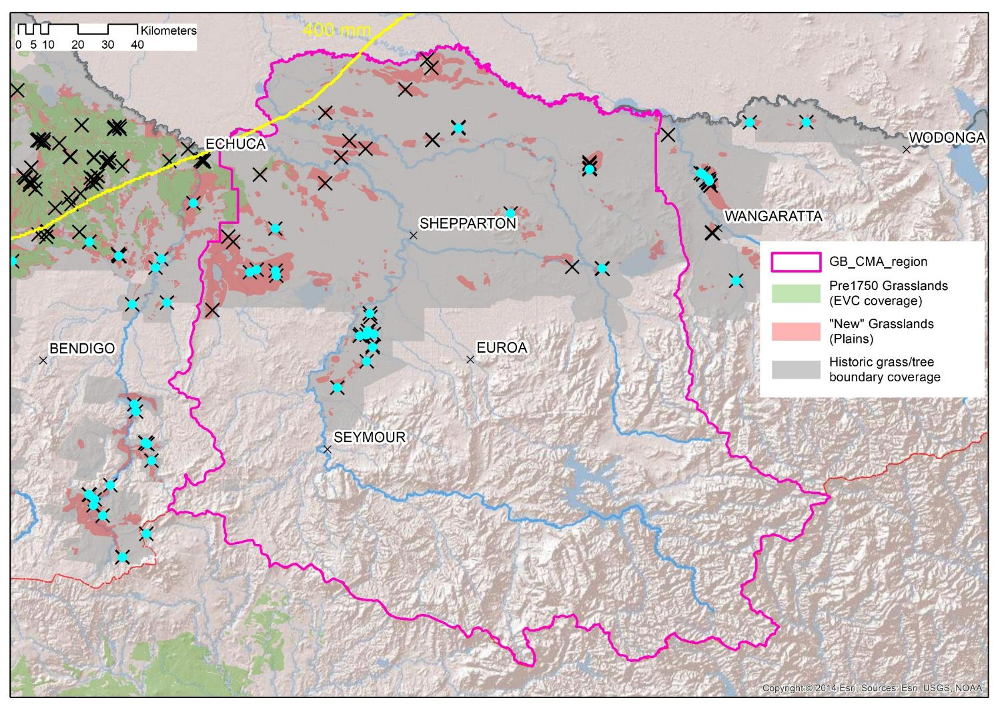 400 mm
Kilometers
0 5 10 20 30 40
ECHUCA
WODONGA
SHEPPARTON
WANGARATTA
GB_CMA_region
Pre1750 Grasslands
(EVC coverage)
"New" Grasslands
(Plains)
Historic grass/tree
boundary coverage
BENDIGO
EUROA
SEYMOUR
Copyright:© 2014 Esri, Sources: Esri, USGS, NOAA